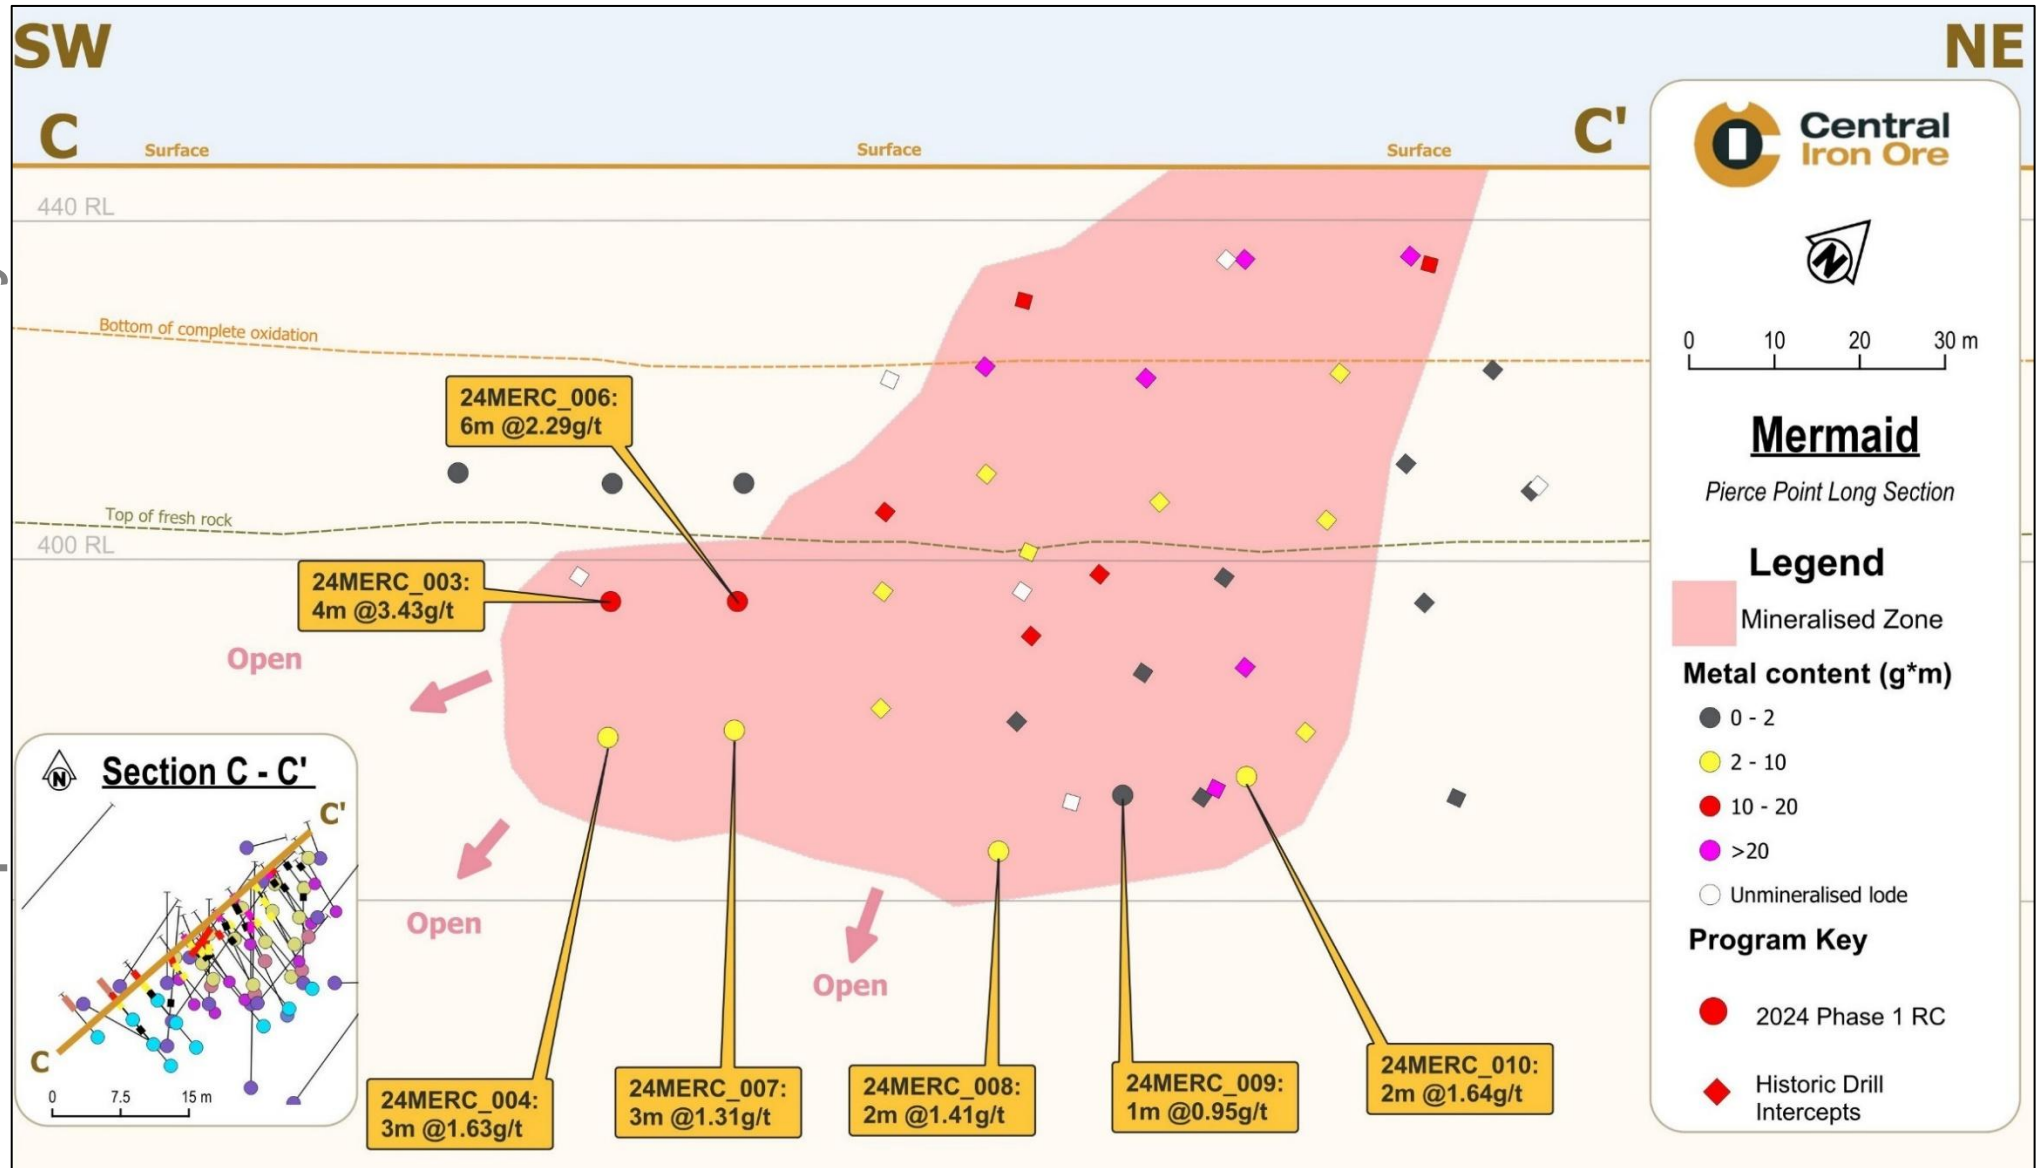 SW
NE
C
C'
Surface
Surface
Surface
440 RL
Bottom of complete oxidation
24MERC_006:
6m @2.29g/t
Top of fresh rock
400 RL
24MERC_003:
4m @3.43g/t
Open
Open
Open
24MERC_004:
3m @1.63g/t
24MERC_007:
3m @1.31g/t
24MERC_008:
2m @1.41g/t
24MERC_009:
1m @0.95g/t
24MERC_010:
2m @1.64g/t
N
Section C - C'
C'
C
0 7.5 15 m
Central
Iron Ore
N
0 10 20 30 m
Mermaid
Pierce Point Long Section
Legend
Mineralised Zone
Metal content (g*m)
0 - 2
2 - 10
10 - 20
>20
Unmineralised lode
Program Key
2024 Phase 1 RC
Historic Drill
Intercepts